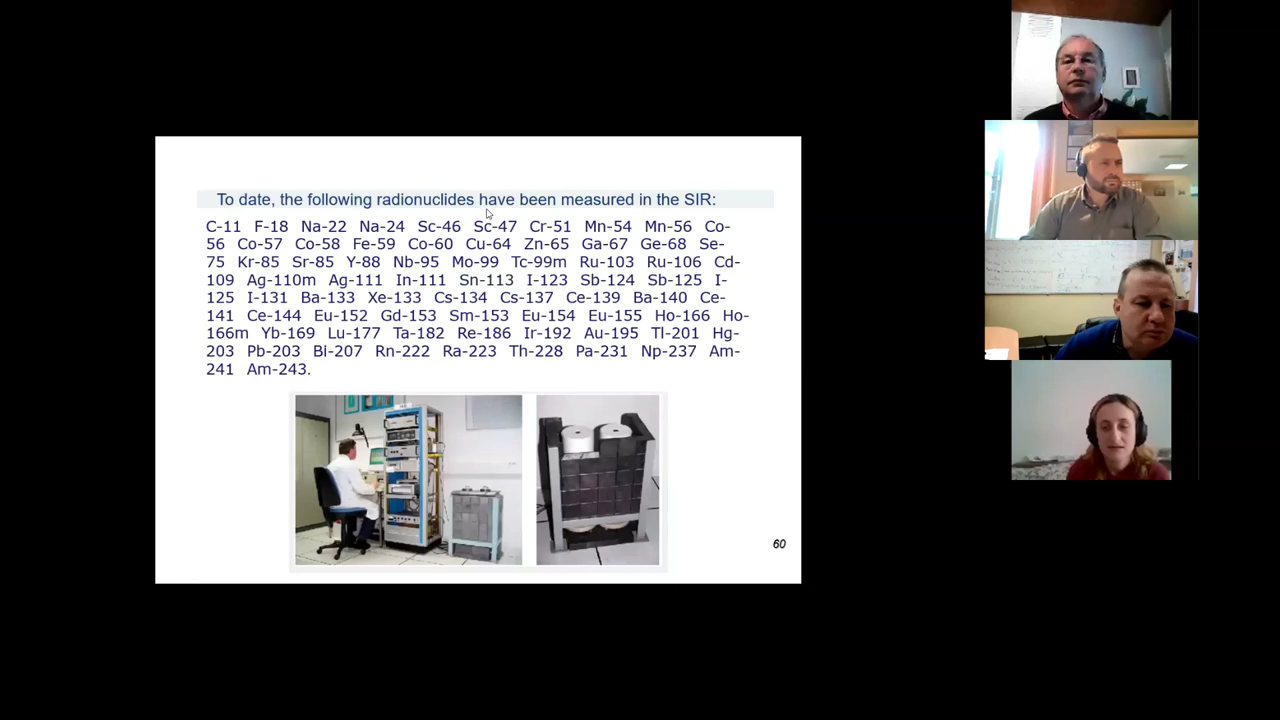 To date, the following radionuclides have been measured in the SIR:
C-11 F-18 Na-22 Na-24 Sc-46 Sc-47 Cr-51 Mn-54 Mn-56 Co-
56 Co-57 Co-58 Fe-59 Co-60 Cu-64 Zn-65 Ga-67 Ge-68 Se-
75 Kr-85 Sr-85 Y-88 Nb-95 Mo-99 Tc-99m Ru-103 Ru-106 Cd-
109 Ag-110m Ag-111 In-111 Sn-113 I-123 Sb-124 Sb-125 I-
125 I-131 Ba-133 Xe-133 Cs-134 Cs-137 Ce-139 Ba-140 Ce-
141 Ce-144 Eu-152 Gd-153 Sm-153 Eu-154 Eu-155 Ho-166 Ho-
166m Yb-169 Lu-177 Ta-182 Re-186 Ir-192 Au-195 Tl-201 Hg-
203 Pb-203 Bi-207 Rn-222 Ra-223 Th-228 Pa-231 Np-237 Am-
241 Am-243.
60